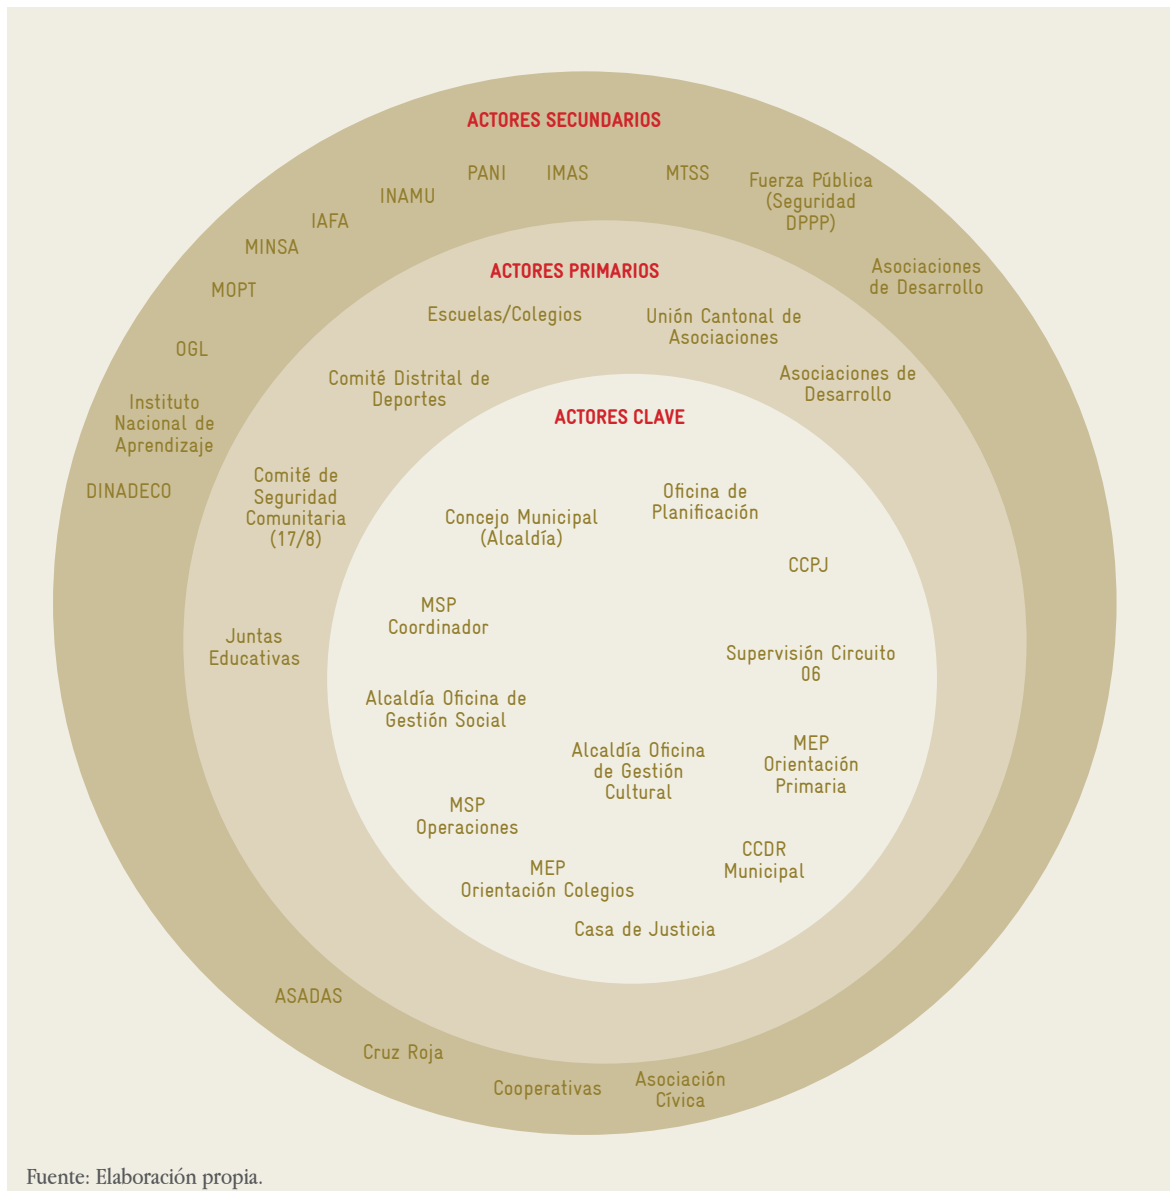 ACTORES SECUNDARIOS
PANI
IMAS
MTSS
Fuerza Pública
(Seguridad
DPPP)
INAMU
IAFA
MINSA
MOPT
Asociaciones
de Desarrollo
OGL
Instituto
Nacional de
Aprendizaje
DINADECO
ACTORES PRIMARIOS
Escuelas/Colegios
Unión Cantonal de
Asociaciones
Comité Distrital de
Deportes
Asociaciones de
Desarrollo
Comité de
Seguridad
Comunitaria
(17/8)
Juntas
Educativas
ACTORES CLAVE
Oficina de
Planificación
Concejo Municipal
(Alcaldía)
CCPJ
MSP
Coordinador
Supervisión Circuito
06
Alcaldía Oficina de
Gestión Social
Alcaldía Oficina
de Gestión
Cultural
MEP
Orientación
Primaria
MSP
Operaciones
CCDR
Municipal
MEP
Orientación Colegios
Casa de Justicia
ASADAS
Cruz Roja
Cooperativas
Asociación
Cívica
Fuente: Elaboración propia.